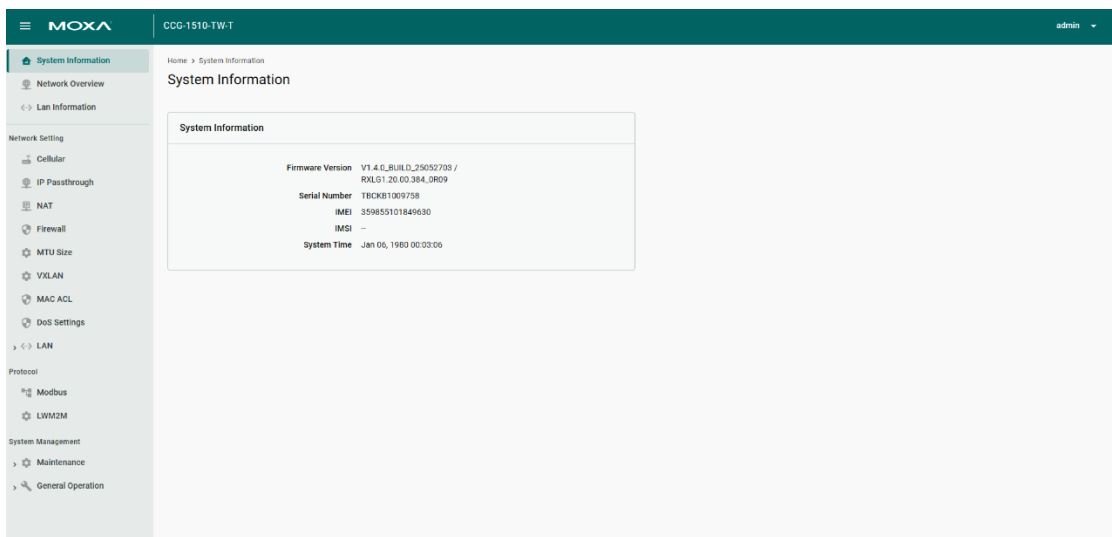 MOXA
CCG-1510-TW-T
admin
System Information
Network Overview
Lan Information
Network Setting
Cellular
IP Passthrough
NAT
Firewall
MTU Size
VXLAN
MAC ACL
DoS Settings
LAN
Protocol
Modbus
LWM2M
System Management
Maintenance
General Operation
Home > System Information
System Information
System Information
Firmware Version V1.4.0_BUILD_25052703 /
RXLG1.20.00.384_0R09
Serial Number TBCKB1009758
IMEI 359855101849630
IMSI --
System Time Jan 06, 1980 00:03:06